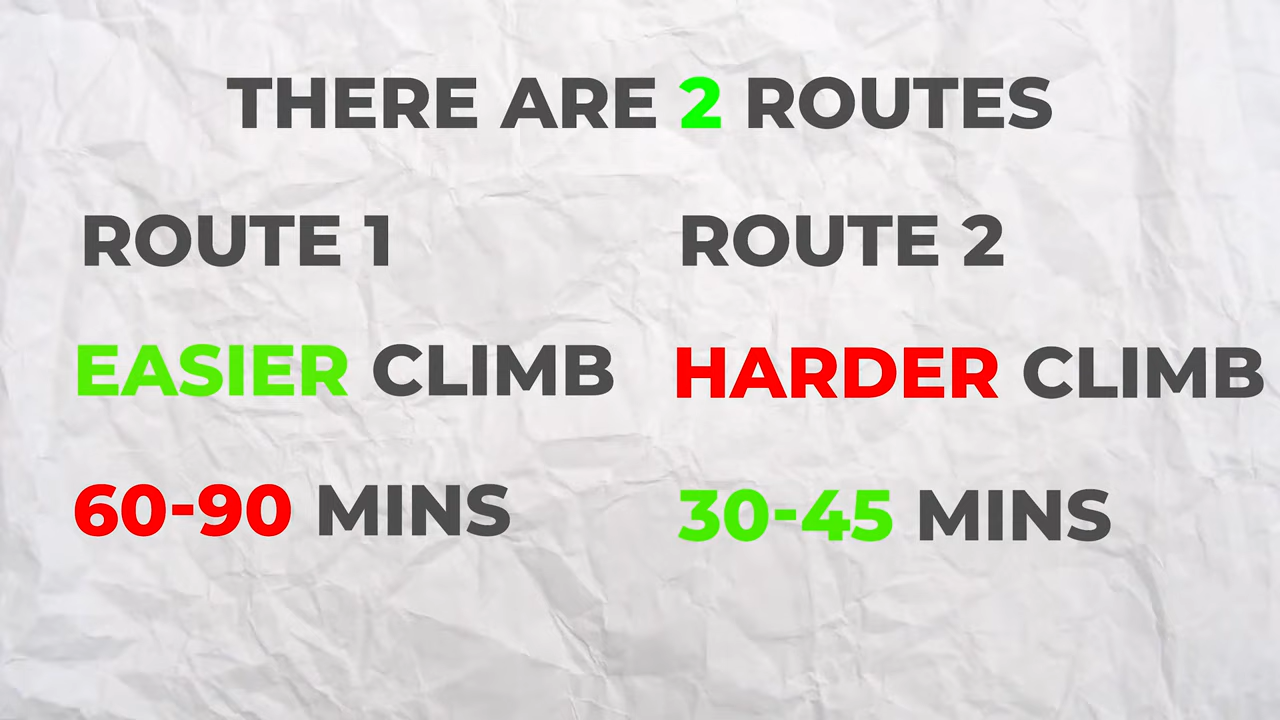 THERE ARE 2 ROUTES
ROUTE 1
EASIER CLIMB
60-90 MINS
ROUTE 2
HARDER CLIMB
30-45 MINS